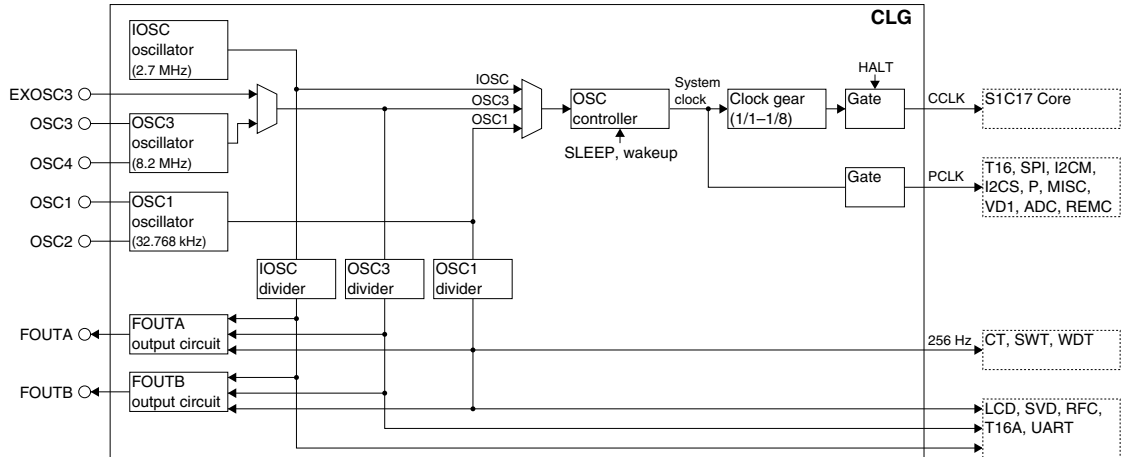 CLG
IOSC
oscillator
(2.7 MHz)
EXOSC3
OSC3
OSC4
OSC3
oscillator
(8.2 MHz)
OSC1
OSC2
OSC1
oscillator
(32.768 kHz)
IOSC
OSC3
OSC1
OSC
controller
SLEEP, wakeup
System
clock
Clock gear
(1/1–1/8)
HALT
Gate
CCLK
S1C17 Core
Gate
PCLK
T16, SPI, I2CM,
I2CS, P, MISC,
VD1, ADC, REMC
IOSC
divider
OSC3
divider
OSC1
divider
FOUTA
FOUTA
output circuit
256 Hz
CT, SWT, WDT
FOUTB
FOUTB
output circuit
LCD, SVD, RFC,
T16A, UART